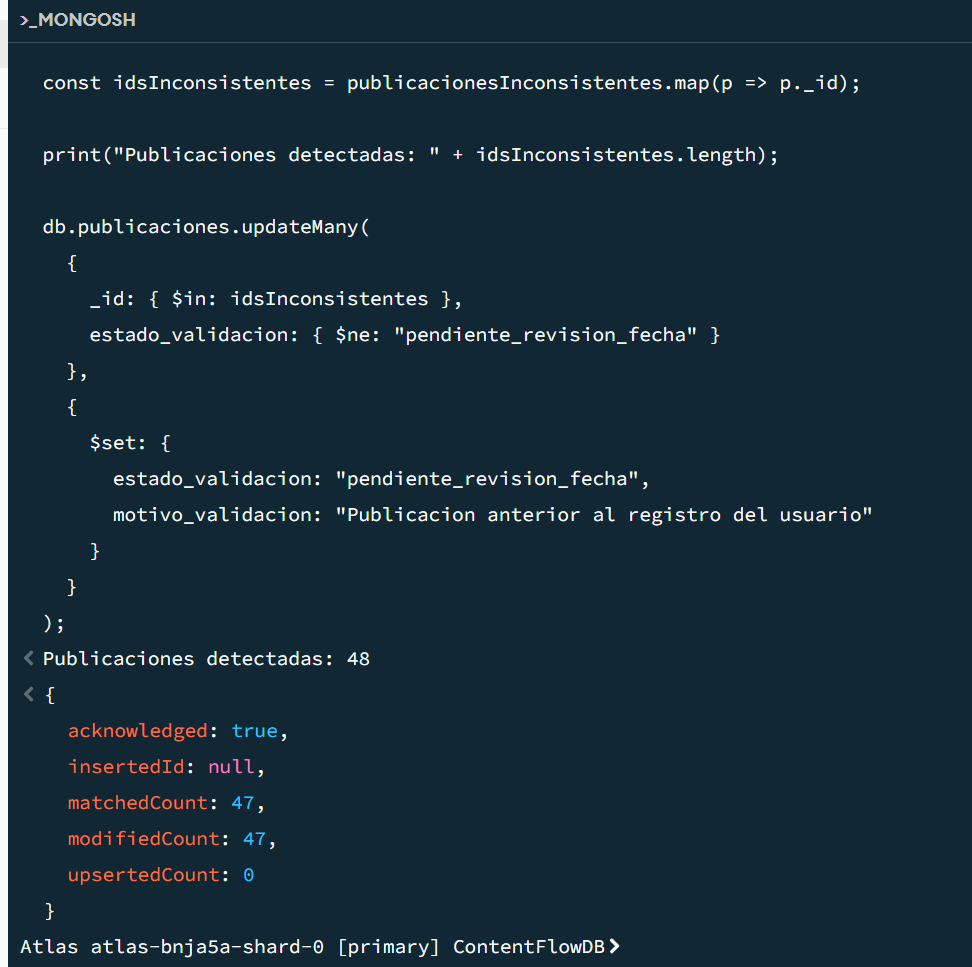 >_MONGOSH
const idsInconsistentes = publicacionesInconsistentes.map(p => p._id);
print("Publicaciones detectadas: " + idsInconsistentes.length);
db.publicaciones.updateMany(
{
_id: { $in: idsInconsistentes },
estado_validacion: { $ne: "pendiente_revision_fecha" }
},
{
$set: {
estado_validacion: "pendiente_revision_fecha",
motivo_validacion: "Publicacion anterior al registro del usuario"
}
}
);
< Publicaciones detectadas: 48
< {
acknowledged: true,
insertedId: null,
matchedCount: 47,
modifiedCount: 47,
upsertedCount: 0
}
Atlas atlas-bnja5a-shard-0 [primary] ContentFlowDB>